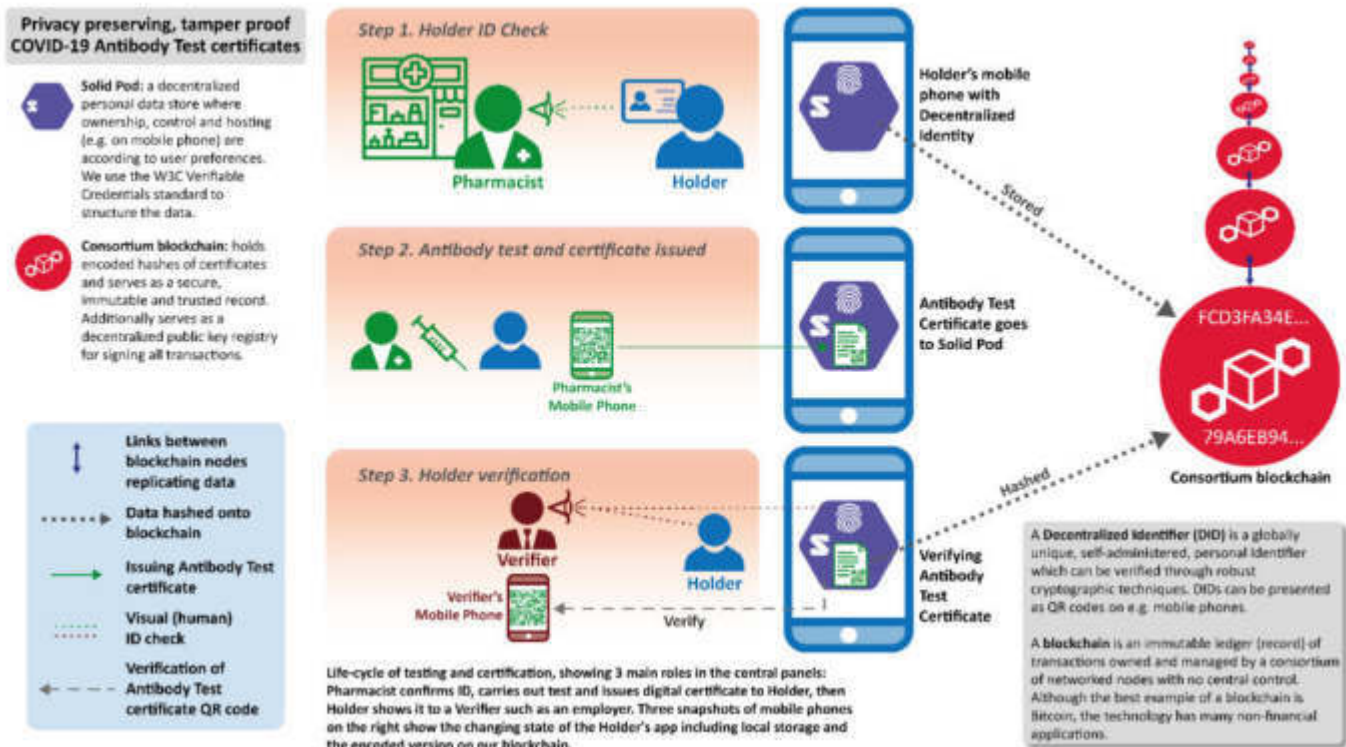 Privacy preserving, tamper proof
COVID-19 Antibody Test certificates
Solid Pod: a decentralized
personal data store where
ownership, control and hosting
(e.g. on mobile phone) are
according to user preferences.
We use the W3C Verifiable
Credentials standard to
structure the data.
Consortium blockchain: holds
encoded hashes of certificates
and serves as a secure,
immutable and trusted record.
Additionally serves as a
decentralized public key registry
for signing all transactions.
Links between
blockchain nodes
replicating data
Data hashed onto
blockchain
Issuing Antibody Test
certificate
Visual (human)
ID check
Verification of
Antibody Test
certificate QR code
Step 1. Holder ID Check
Pharmacist
Holder
Step 2. Antibody test and certificate issued
Pharmacist's
Mobile Phone
Step 3. Holder verification
Verifier
Holder
Verifier's
Mobile Phone
Verify
Life-cycle of testing and certification, showing 3 main roles in the central panels:
Pharmacist confirms ID, carries out test and issues digital certificate to Holder, then
Holder shows it to a Verifier such as an employer. Three snapshots of mobile phones
on the right show the changing state of the Holder's app including local storage and
the encoded version on our blockchain.
S
Holder's mobile
phone with
Decentralized
Identity
Stored
S
Antibody Test
Certificate goes
to Solid Pod
S
Verifying
Antibody
Test
Certificate
Hashed
FCD3FA34E...
79A6EB94...
Consortium blockchain
A Decentralized Identifier (DID) is a globally
unique, self-administered, personal identifier
which can be verified through robust
cryptographic techniques. DIDs can be presented
as QR codes on e.g. mobile phones.
A blockchain is an immutable ledger (record) of
transactions owned and managed by a consortium
of networked nodes with no central control.
Although the best example of a blockchain is
Bitcoin, the technology has many non-financial
applications.